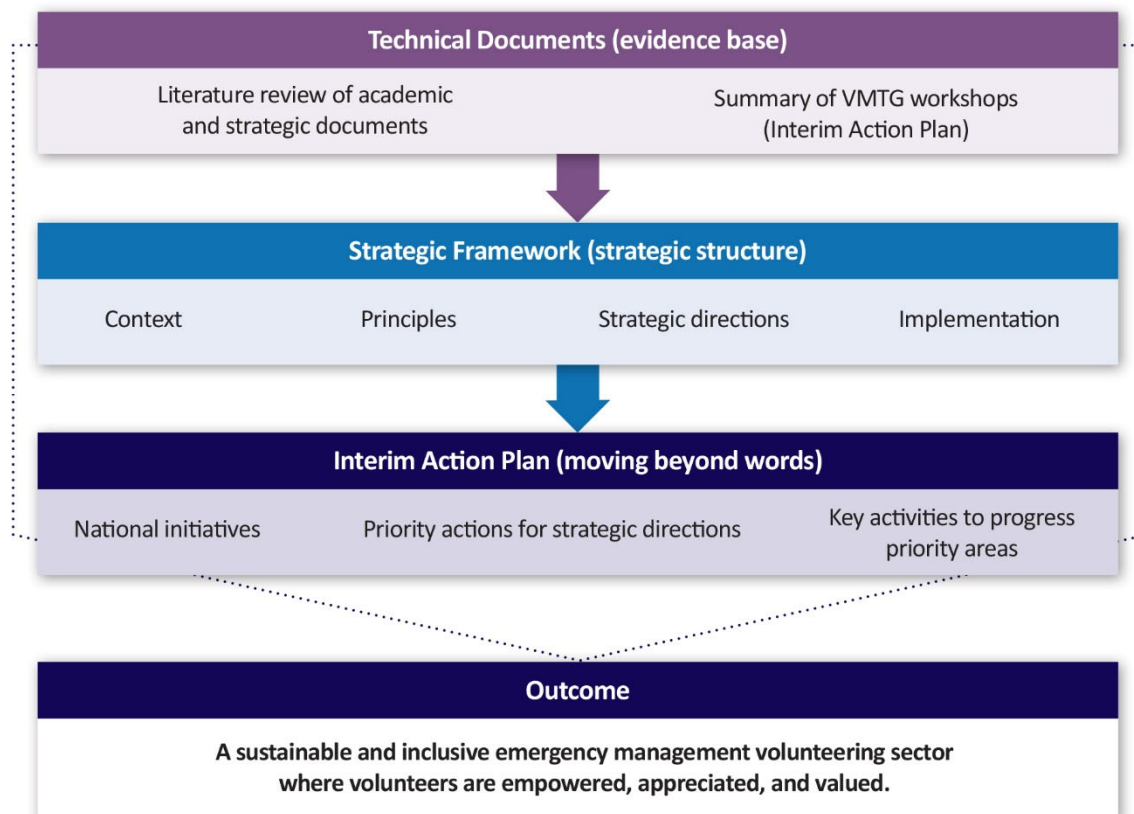 Technical Documents (evidence base)
Literature review of academic
and strategic documents
Summary of VMTG workshops
(Interim Action Plan)
Strategic Framework (strategic structure)
Context
Principles
Strategic directions
Implementation
Interim Action Plan (moving beyond words)
National initiatives
Priority actions for strategic directions
Key activities to progress
priority areas
Outcome
A sustainable and inclusive emergency management volunteering sector
where volunteers are empowered, appreciated, and valued.